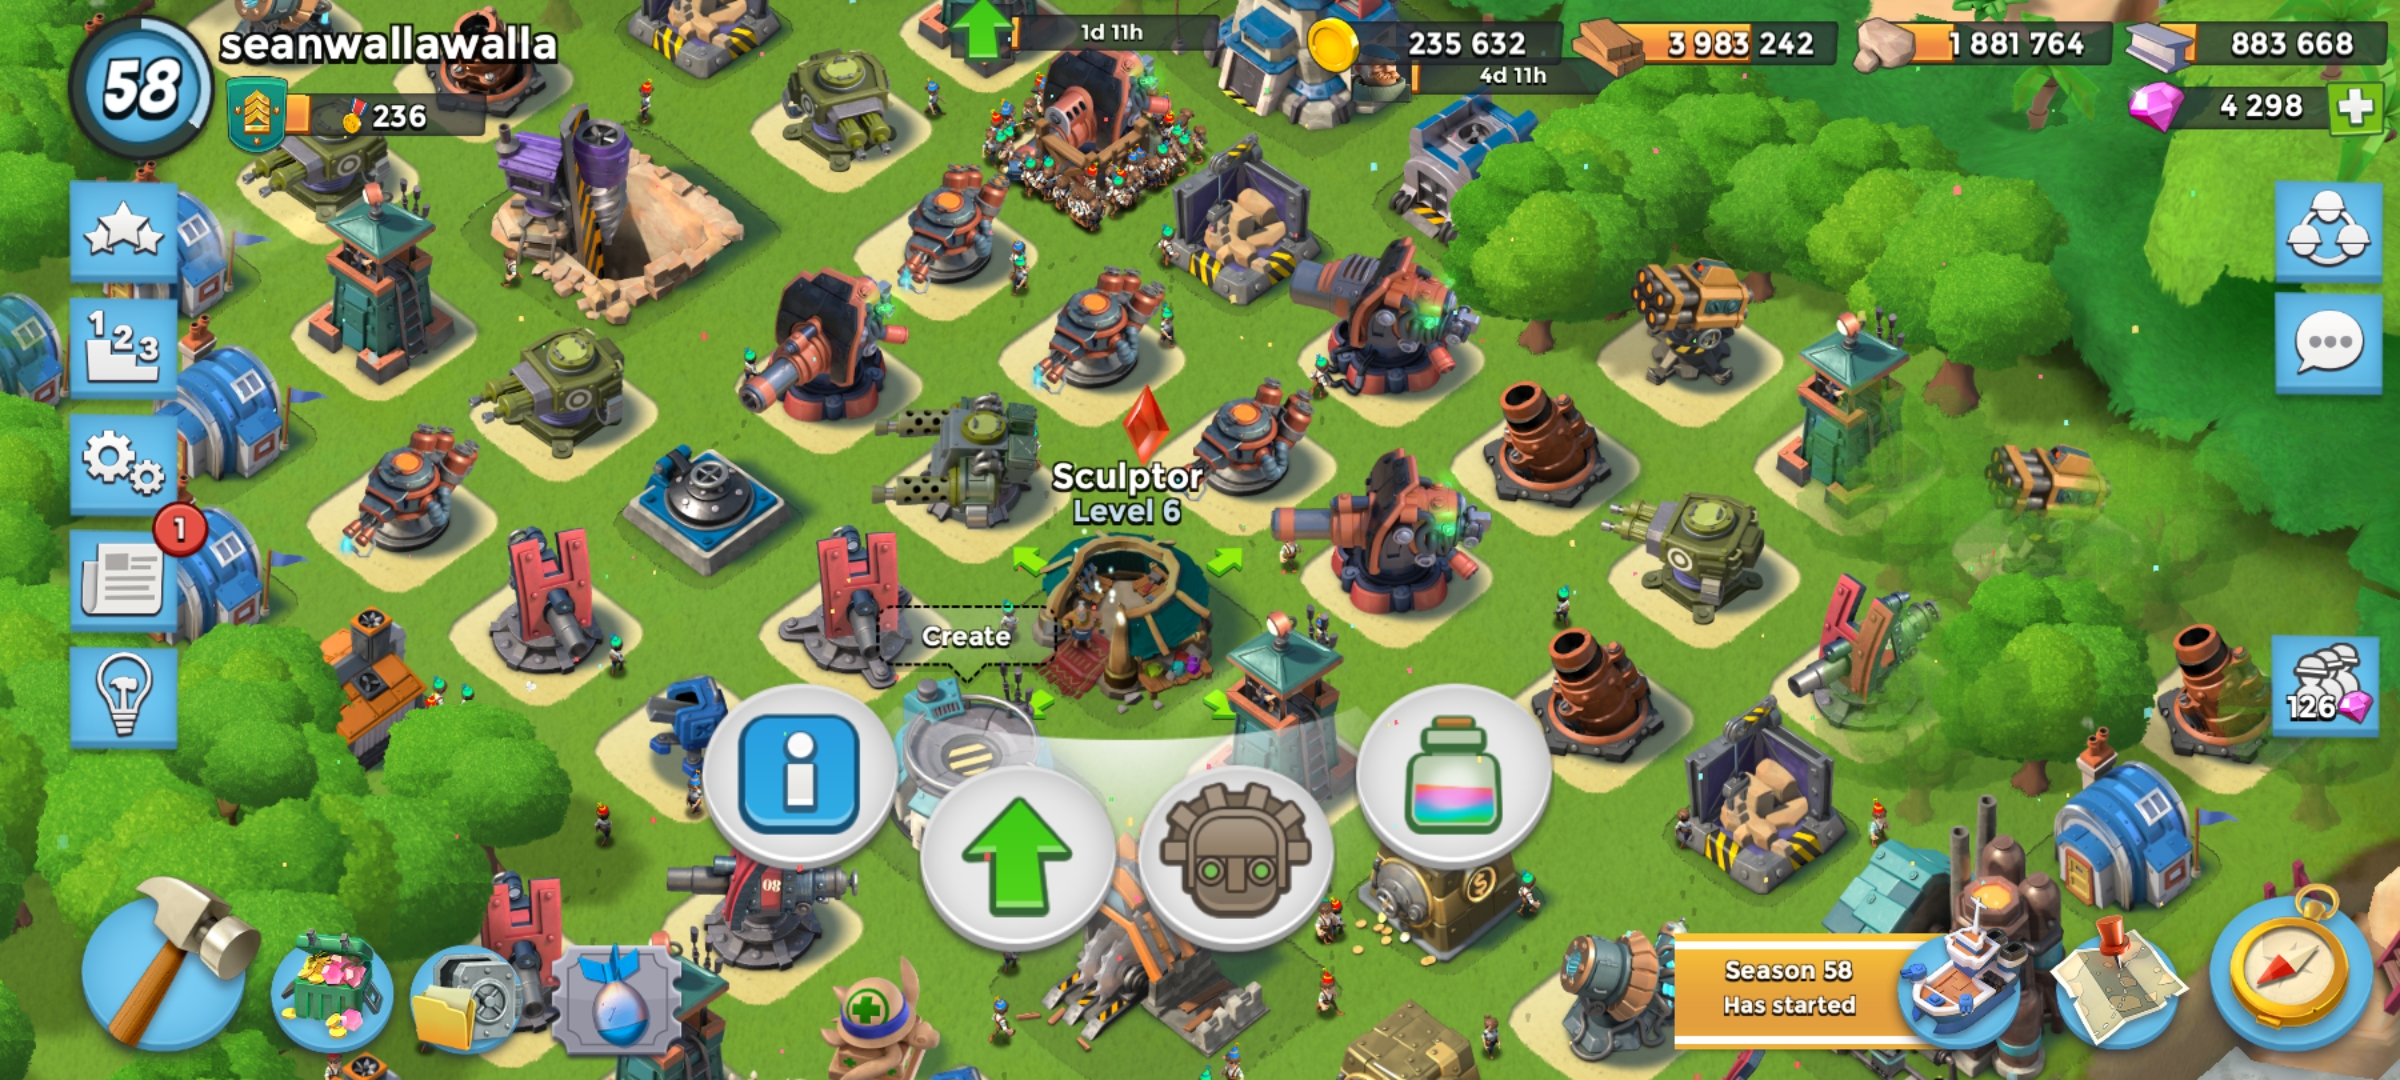 58
seanwallawalla
236
1d 11h
235 632
4d 11h
3 983 242
1 881 764
883 668
4 298
1 2 3
1
Sculptor
Level 6
Create
126
80
Season 58
Has started